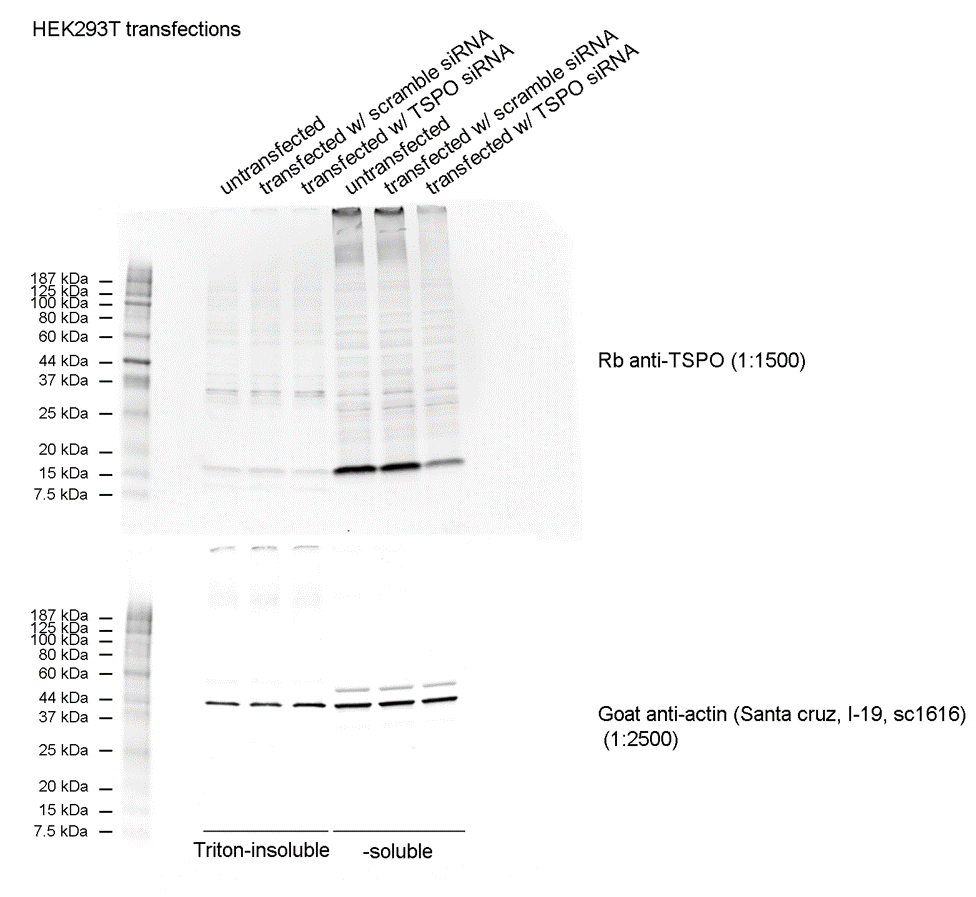 HEK293T transfections
untransfected
transfected w/ scramble siRNA
transfected w/ TSPO siRNA
untransfected
transfected w/ scramble siRNA
transfected w/ TSPO siRNA
187 kDa
125 kDa
100 kDa
80 kDa
60 kDa
44 kDa
37 kDa
25 kDa
20 kDa
15 kDa
7.5 kDa
Rb anti-TSPO (1:1500)
187 kDa
125 kDa
100 kDa
80 kDa
60 kDa
44 kDa
37 kDa
25 kDa
20 kDa
15 kDa
7.5 kDa
Goat anti-actin (Santa cruz, I-19, sc1616)
(1:2500)
Triton-insoluble
-soluble